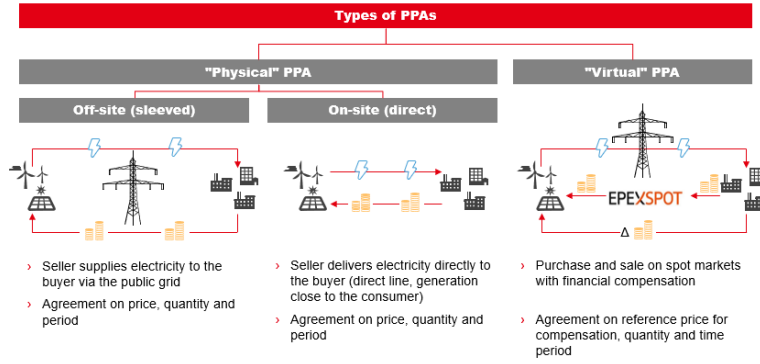 Types of PPAs
"Physical" PPA
"Virtual" PPA
Off-site (sleeved)
On-site (direct)
EPEXSPOT
Δ
› Seller supplies electricity to the
buyer via the public grid
› Agreement on price, quantity and
period
› Seller delivers electricity directly to
the buyer (direct line, generation
close to the consumer)
› Agreement on price, quantity and
period
› Purchase and sale on spot markets
with financial compensation
› Agreement on reference price for
compensation, quantity and time
period